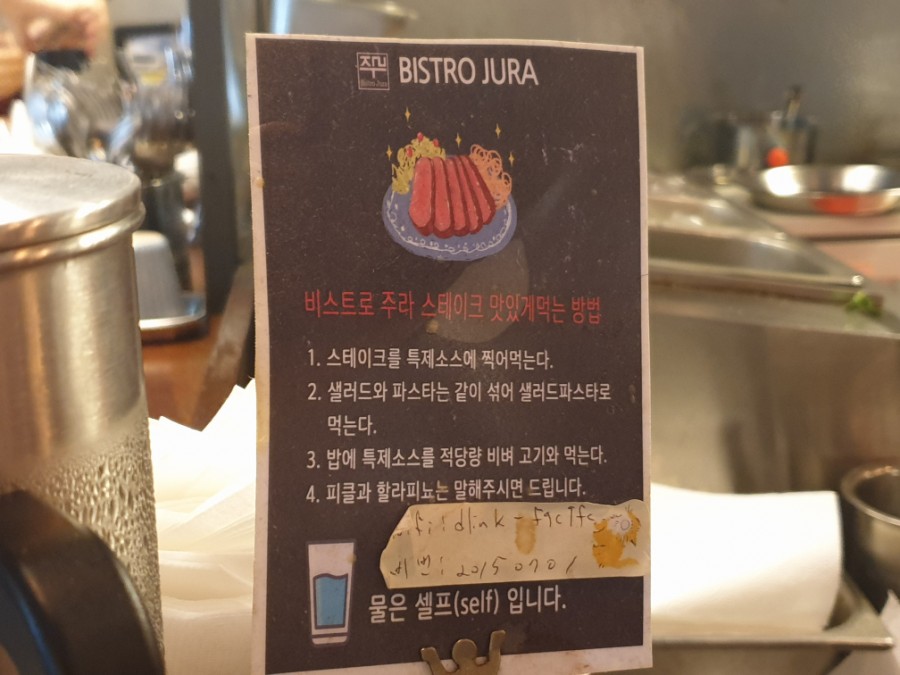 주라 BISTRO JURA
비스트로 주라 스테이크 맛있게먹는 방법
1. 스테이크를 특제소스에 찍어먹는다.
2. 샐러드와 파스타는 같이 섞어 샐러드파스타로
먹는다.
3. 밥에 특제소스를 적당량 비벼 고기와 먹는다.
4. 피클과 할라피뇨는 말해주시면 드립니다.
wifi: dlink -
비번: 20150701
물은 셀프(self) 입니다.